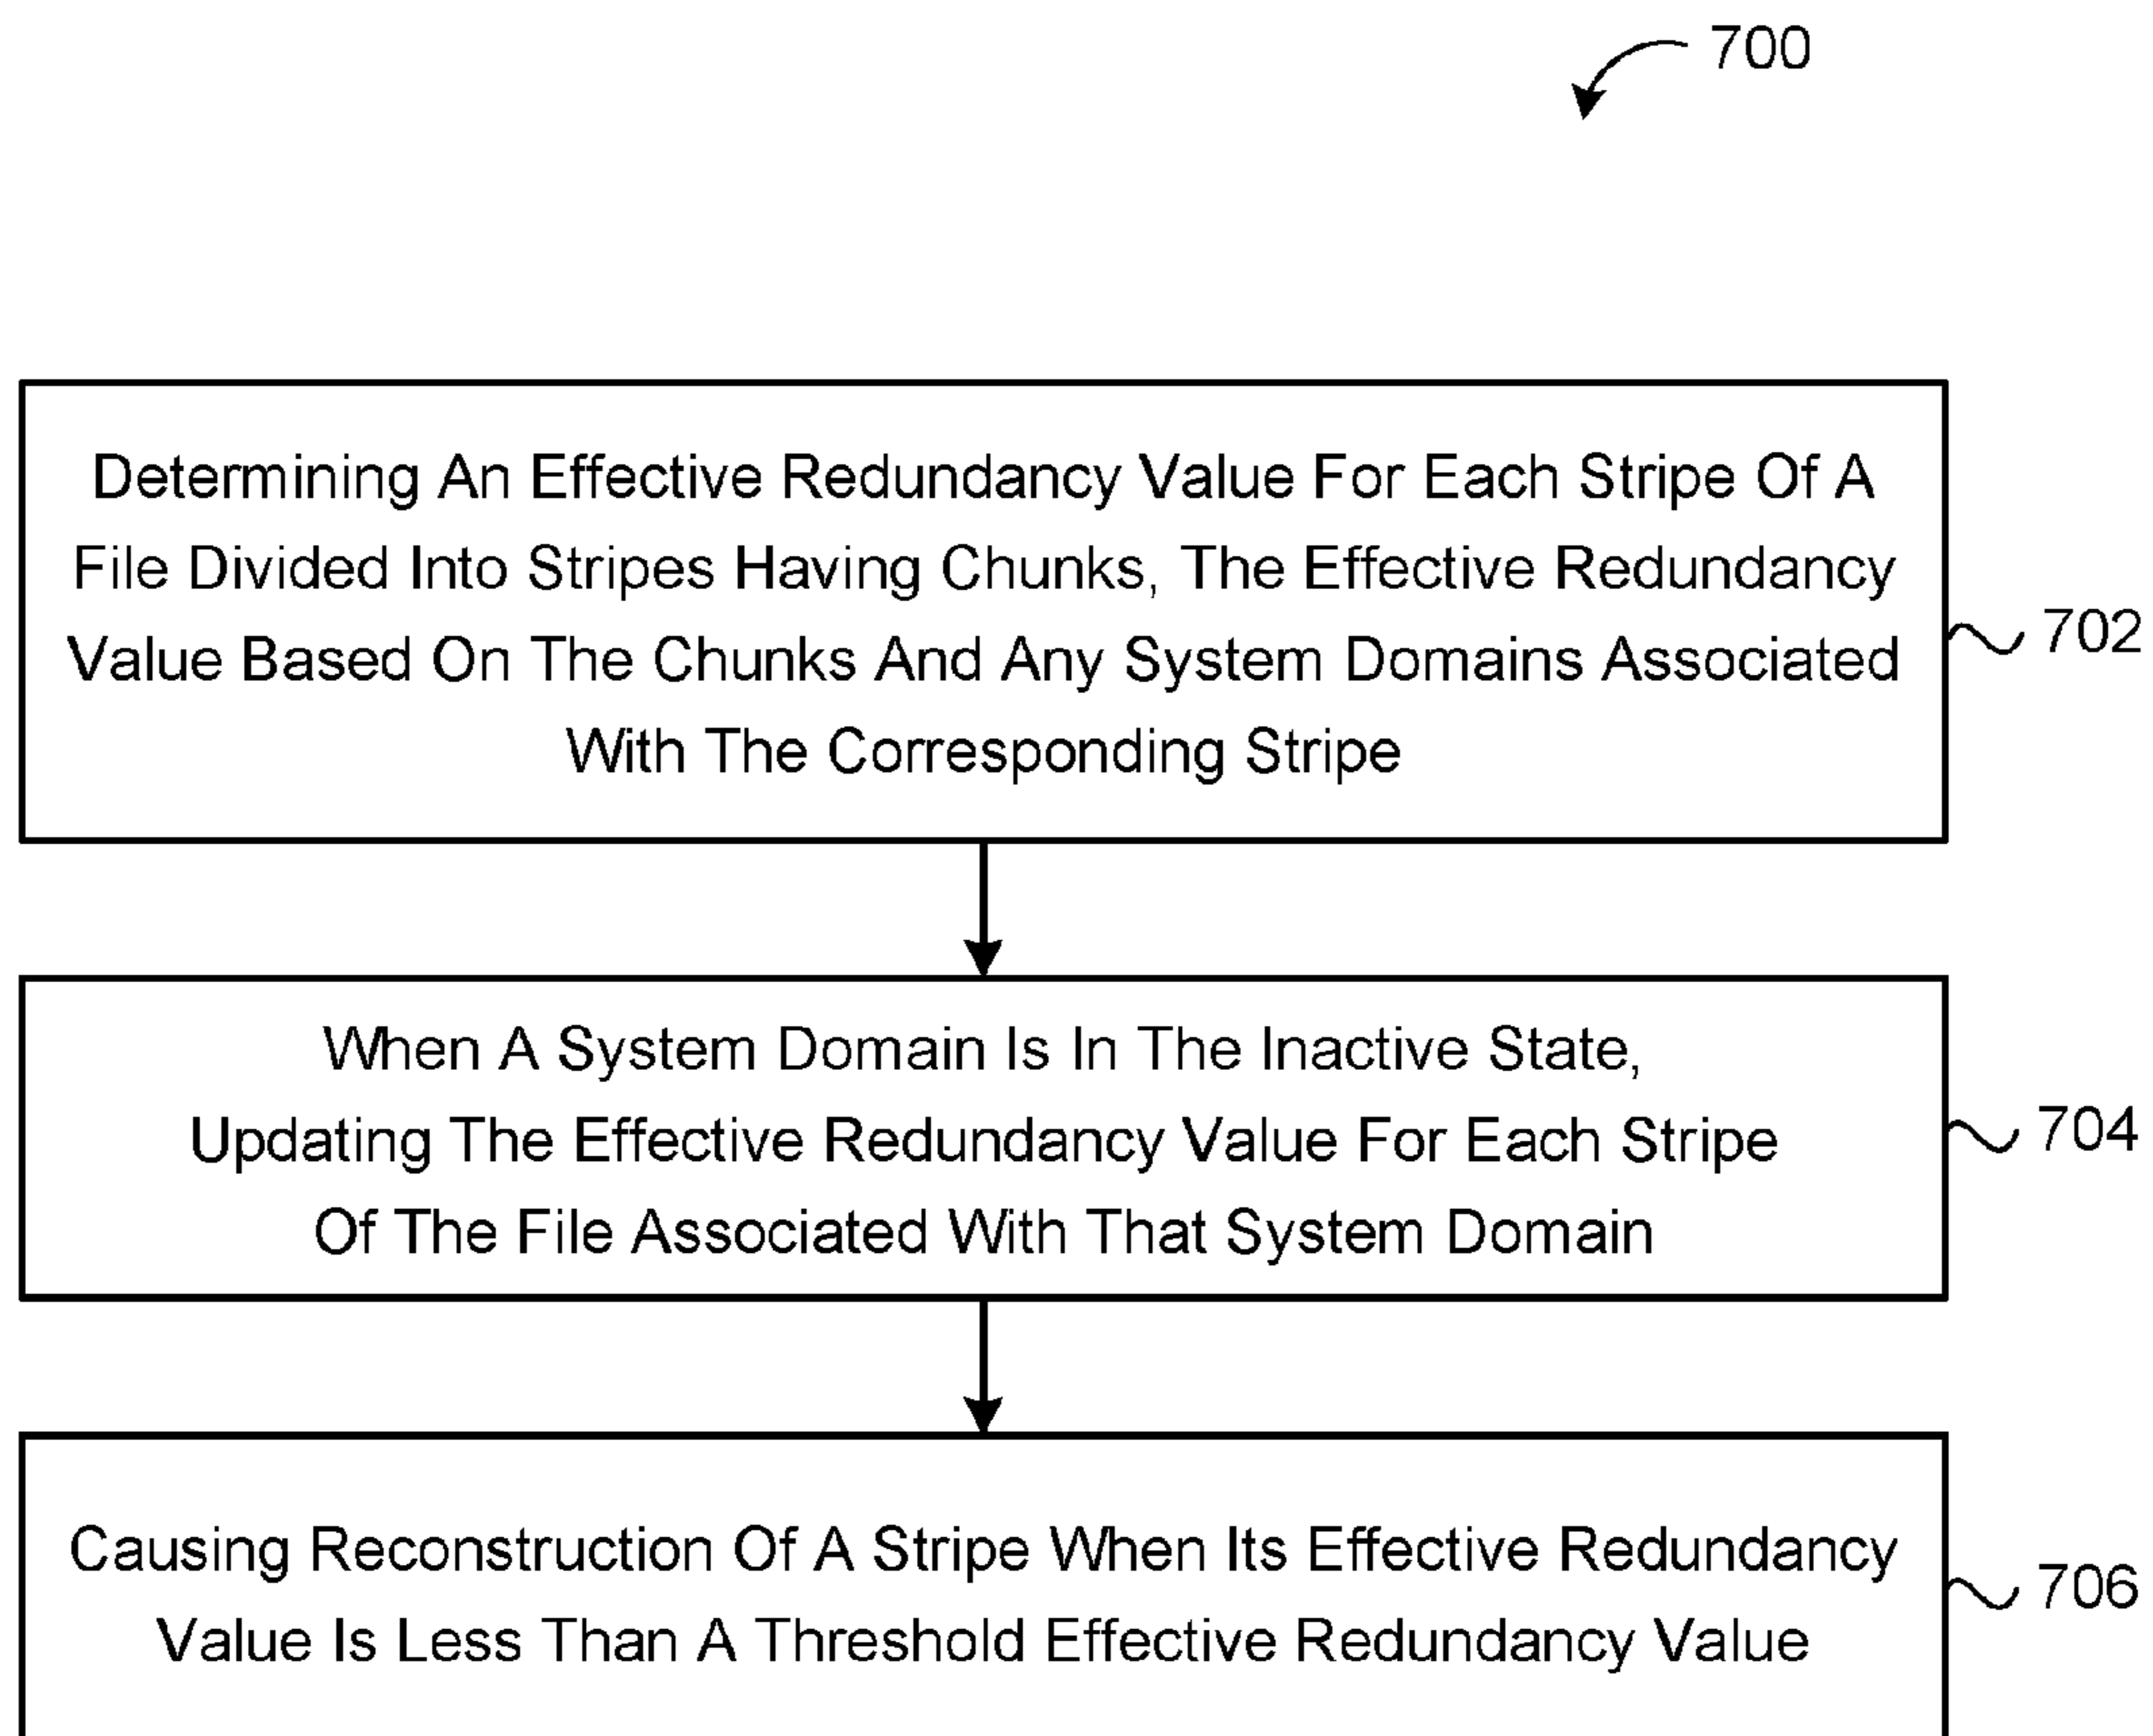 700
Determining An Effective Redundancy Value For Each Stripe Of A
File Divided Into Stripes Having Chunks, The Effective Redundancy
Value Based On The Chunks And Any System Domains Associated
With The Corresponding Stripe
702
When A System Domain Is In The Inactive State,
Updating The Effective Redundancy Value For Each Stripe
Of The File Associated With That System Domain
704
Causing Reconstruction Of A Stripe When Its Effective Redundancy
Value Is Less Than A Threshold Effective Redundancy Value
706